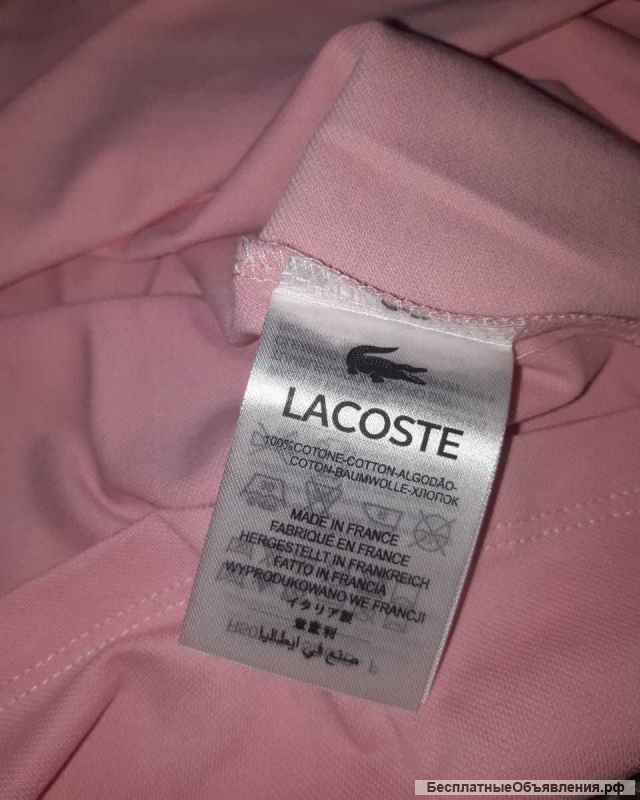 LACOSTE
100%COTONE-COTTON-ALGODÃO-
COTON-BAUMWOLLE-ХЛОПОК
MADE IN FRANCE
FABRIQUÉ EN FRANCE
HERGESTELLT IN FRANKREICH
FATTO IN FRANCIA
WYPRODUKOWANO WE FRANCJI
イタリア製
صنع في ايطاليا
БесплатныеОбъявления.рф